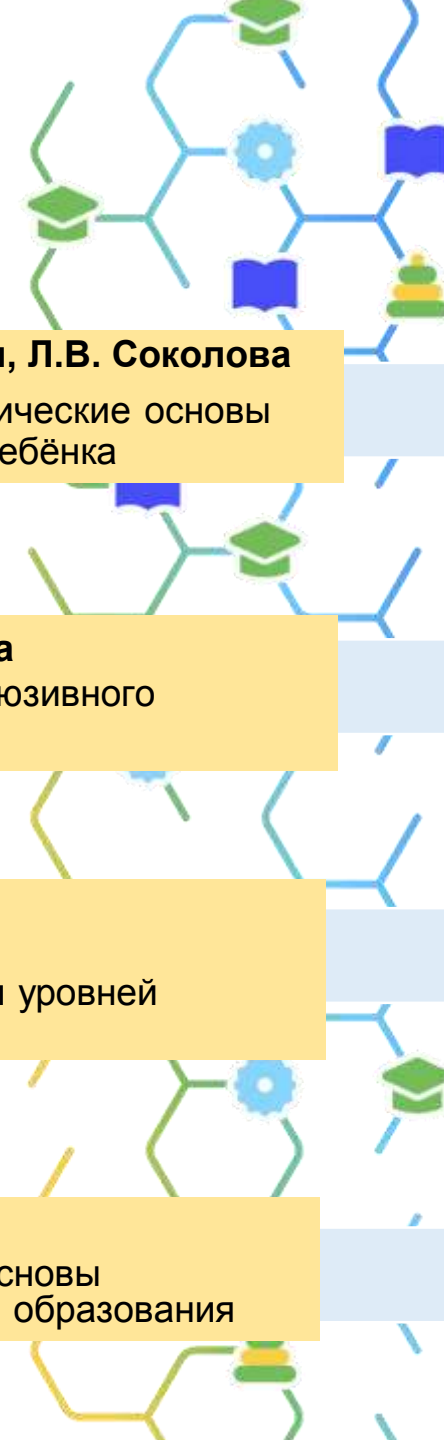 , Л.В. Соколова
ические основы
ебёнка
а
юзивного
уровней
сновы
образования